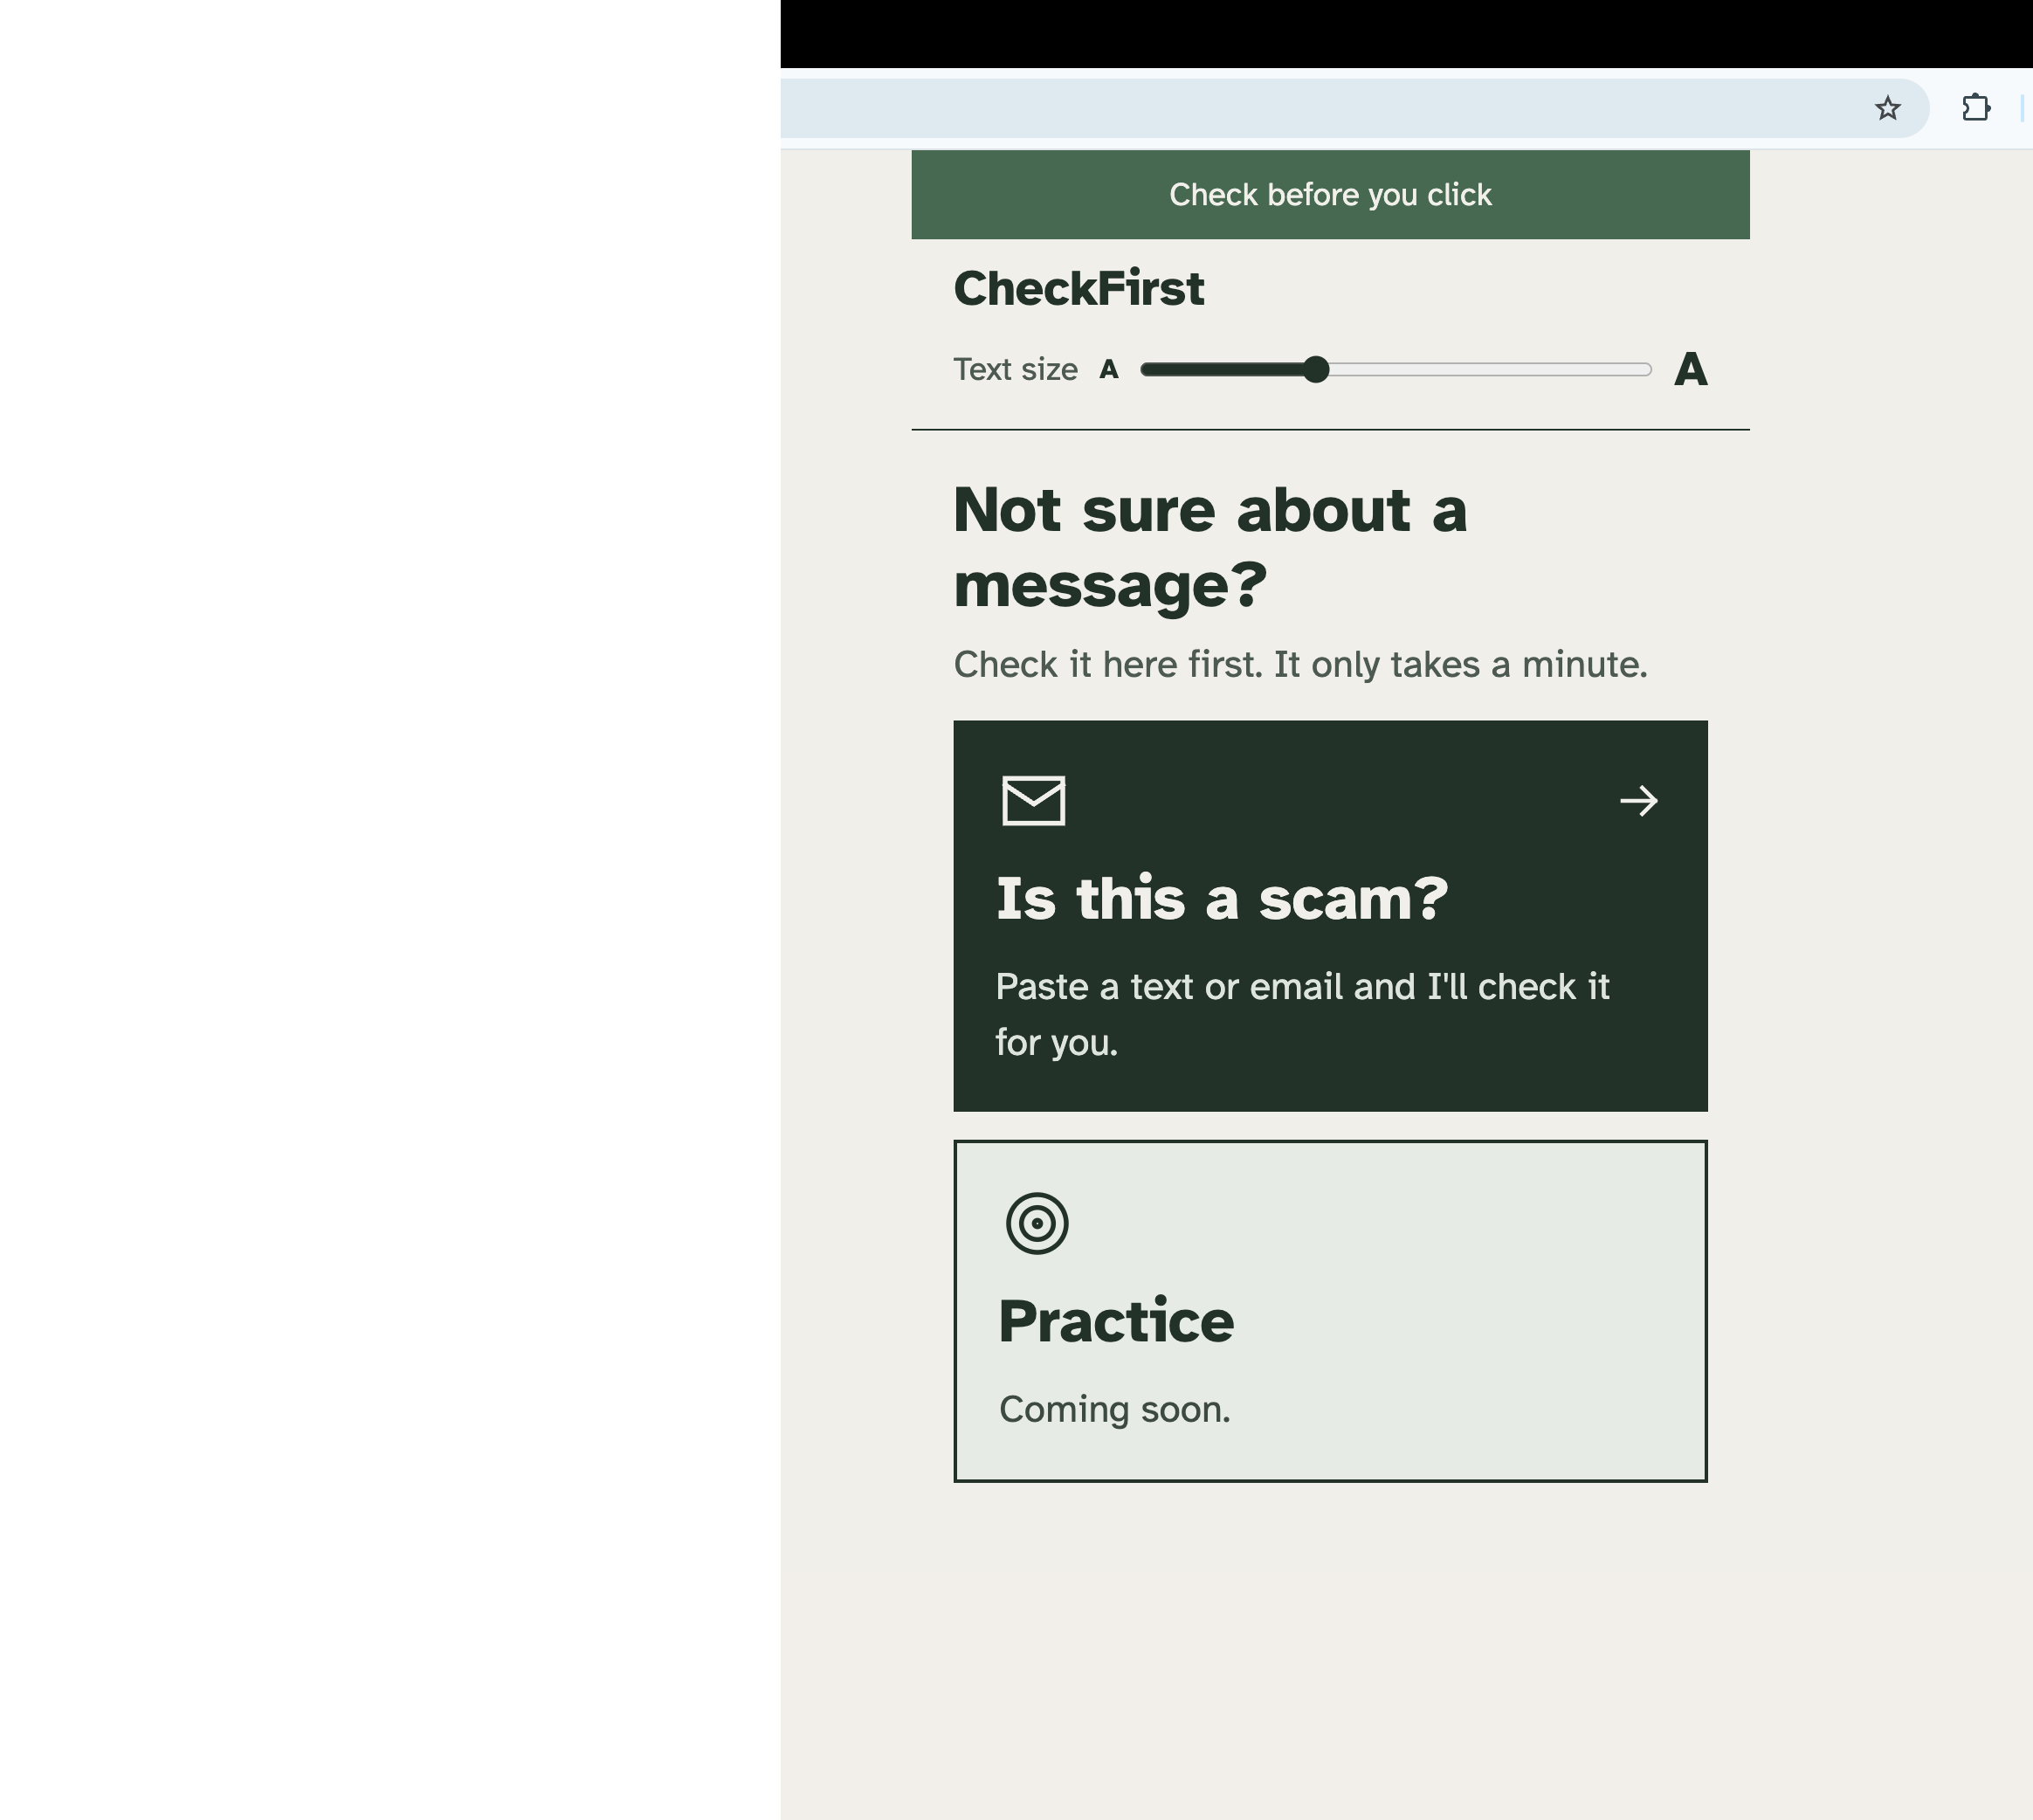 Check before you click
CheckFirst
Text size A A
Not sure about a
message?
Check it here first. It only takes a minute.
Is this a scam?
Paste a text or email and I'll check it
for you.
Practice
Coming soon.